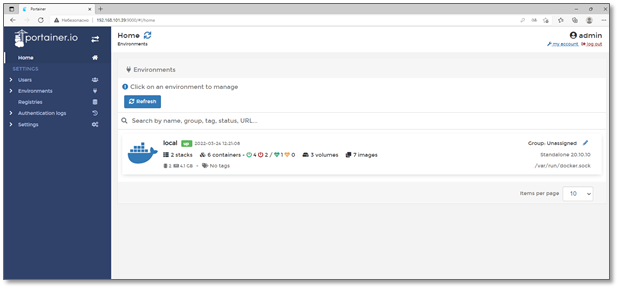 Portainer
Небезопасно | 192.168.101.39:9000/#!/home
portainer.io
Home
Environments
admin
my account log out
Home
SETTINGS
Users
Environments
Registries
Authentication logs
Settings
Environments
Click on an environment to manage
Refresh
Search by name, group, tag, status, URL...
local up 2022-03-24 12:21:08
Group: Unassigned
2 stacks 6 containers - 4 2 / 1 0 3 volumes 7 images
Standalone 20.10.10
2 4.1 GB - No tags
/var/run/docker.sock
Items per page 10